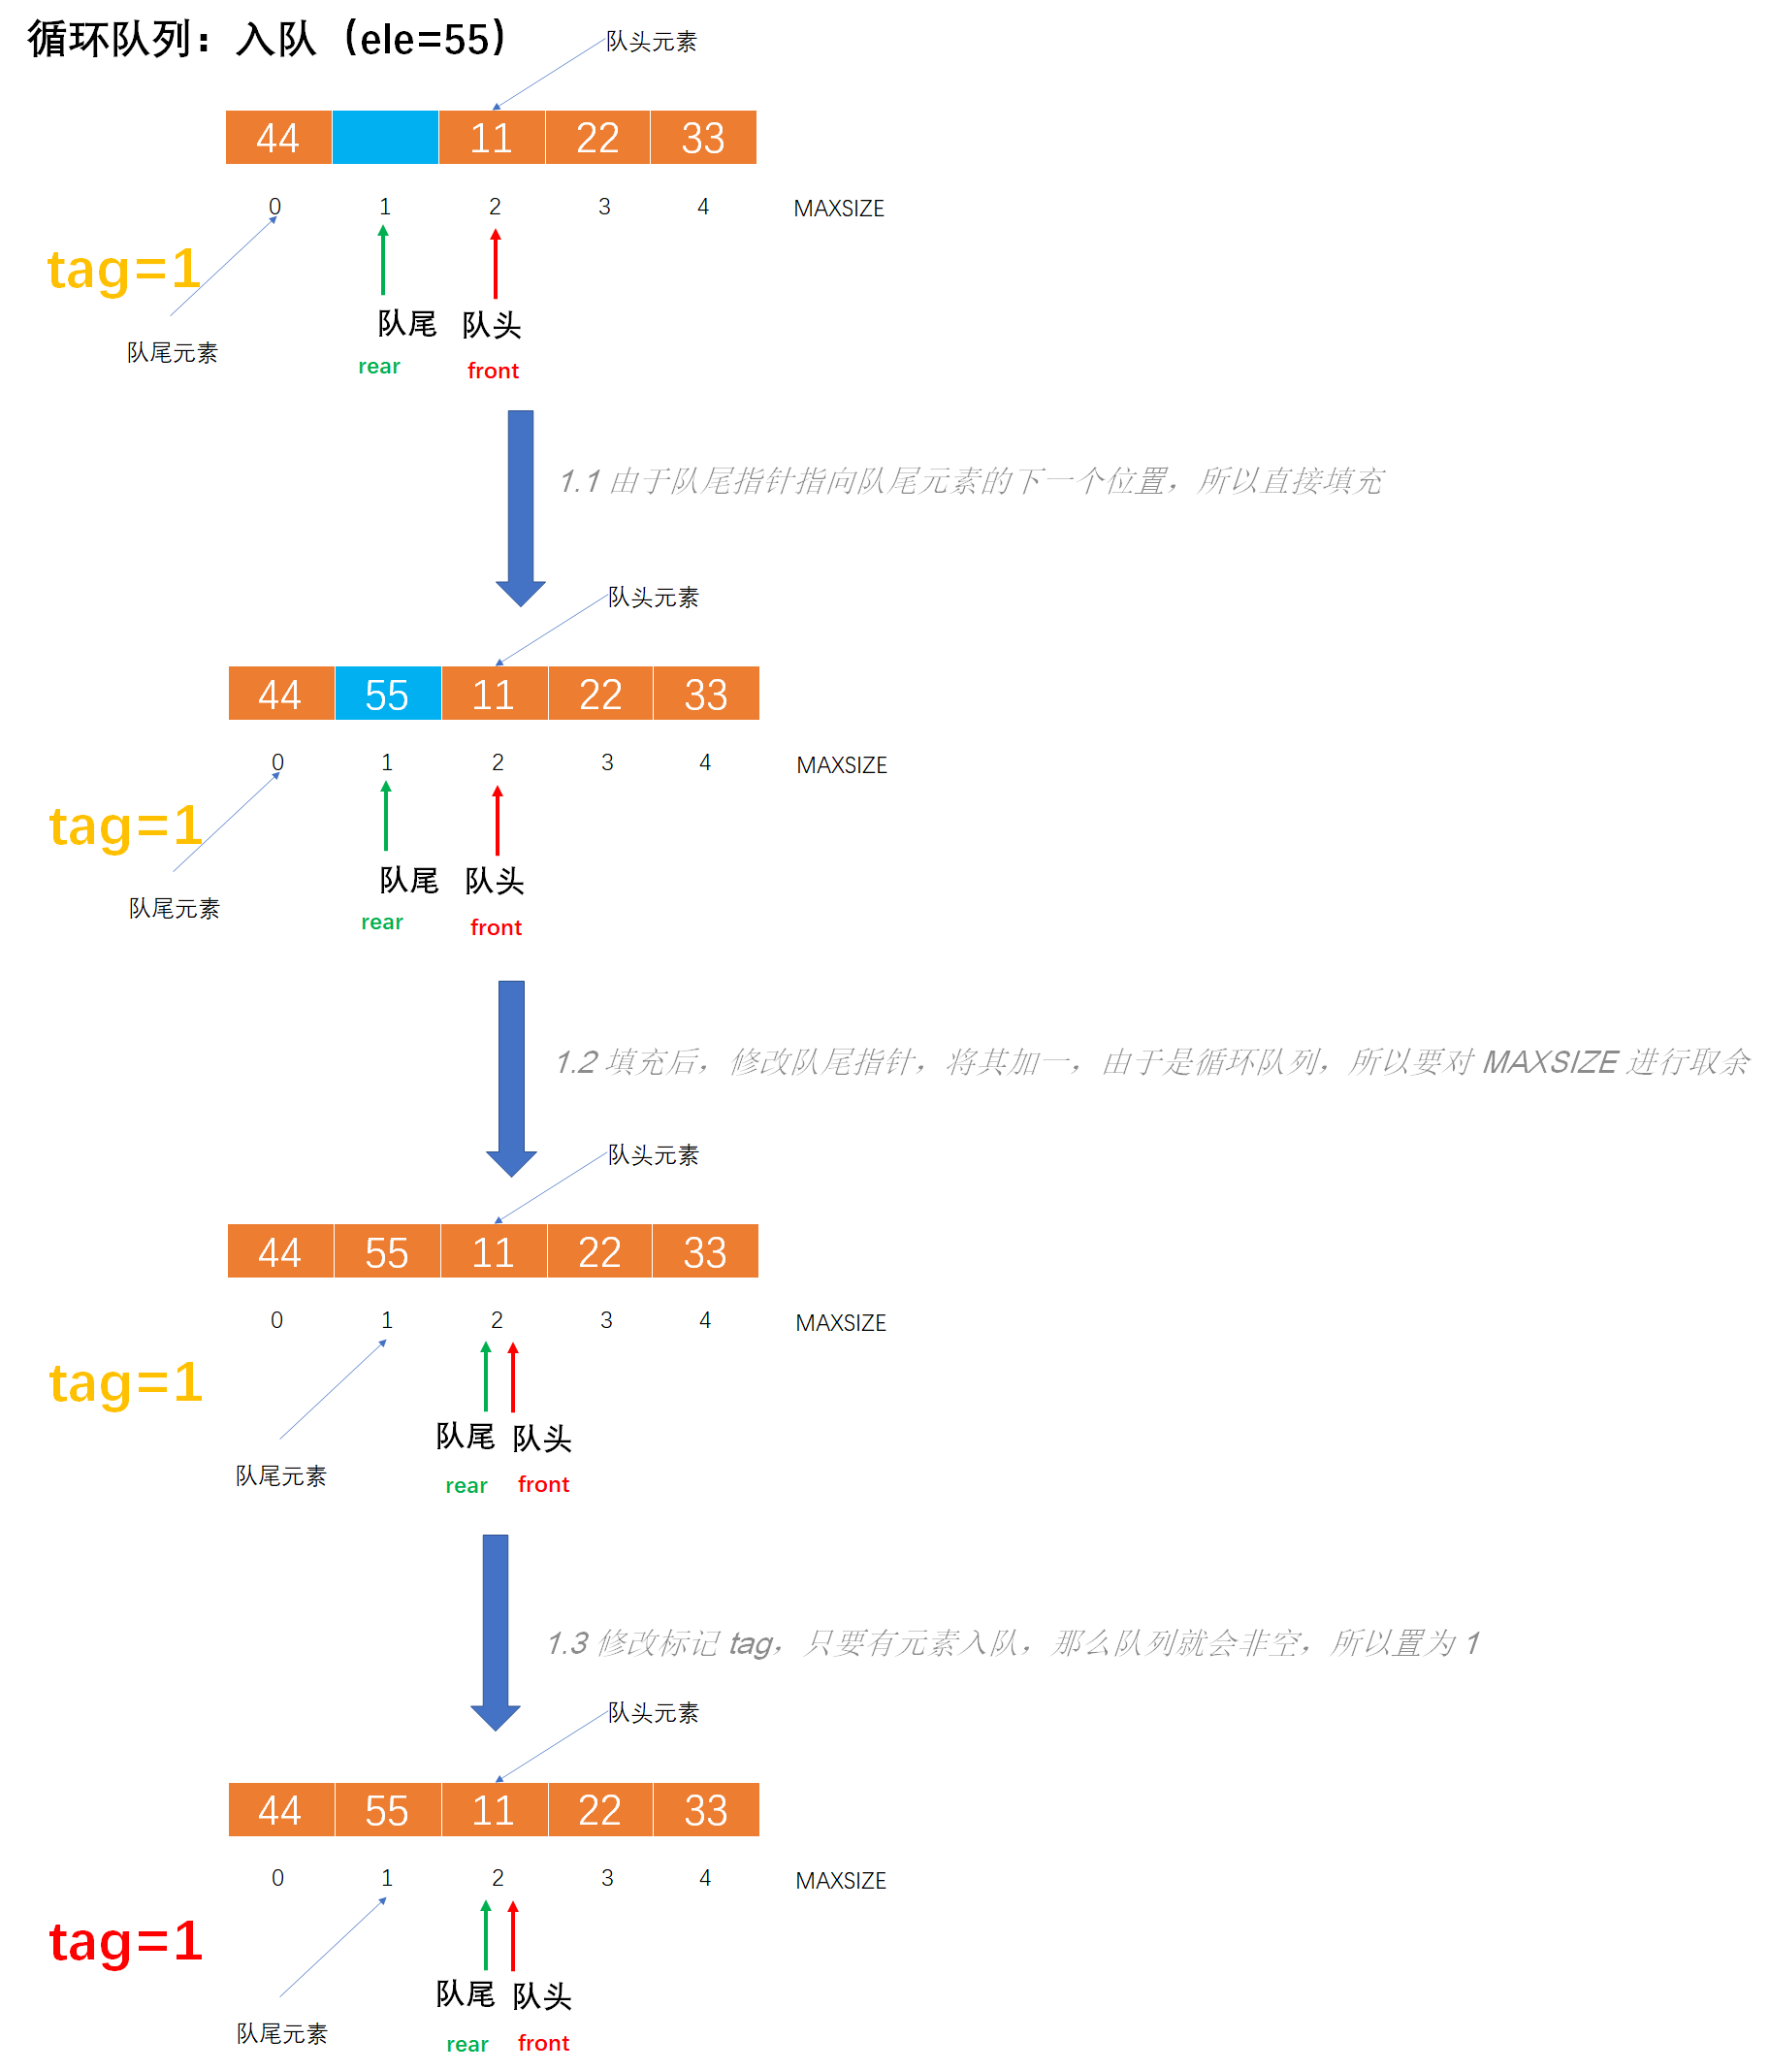 循环队列：入队（ele=55）
队头元素
44 11 22 33
0 1 2 3 4 MAXSIZE
tag=1
队尾 队头
队尾元素
rear front
1.1 由于队尾指针指向队尾元素的下一个位置，所以直接填充
队头元素
44 55 11 22 33
0 1 2 3 4 MAXSIZE
tag=1
队尾 队头
队尾元素
rear front
1.2 填充后，修改队尾指针，将其加一，由于是循环队列，所以要对 MAXSIZE 进行取余
队头元素
44 55 11 22 33
0 1 2 3 4 MAXSIZE
tag=1
队尾 队头
队尾元素
rear front
1.3 修改标记 tag，只要有元素入队，那么队列就会非空，所以置为 1
队头元素
44 55 11 22 33
0 1 2 3 4 MAXSIZE
tag=1
队尾 队头
队尾元素
rear front